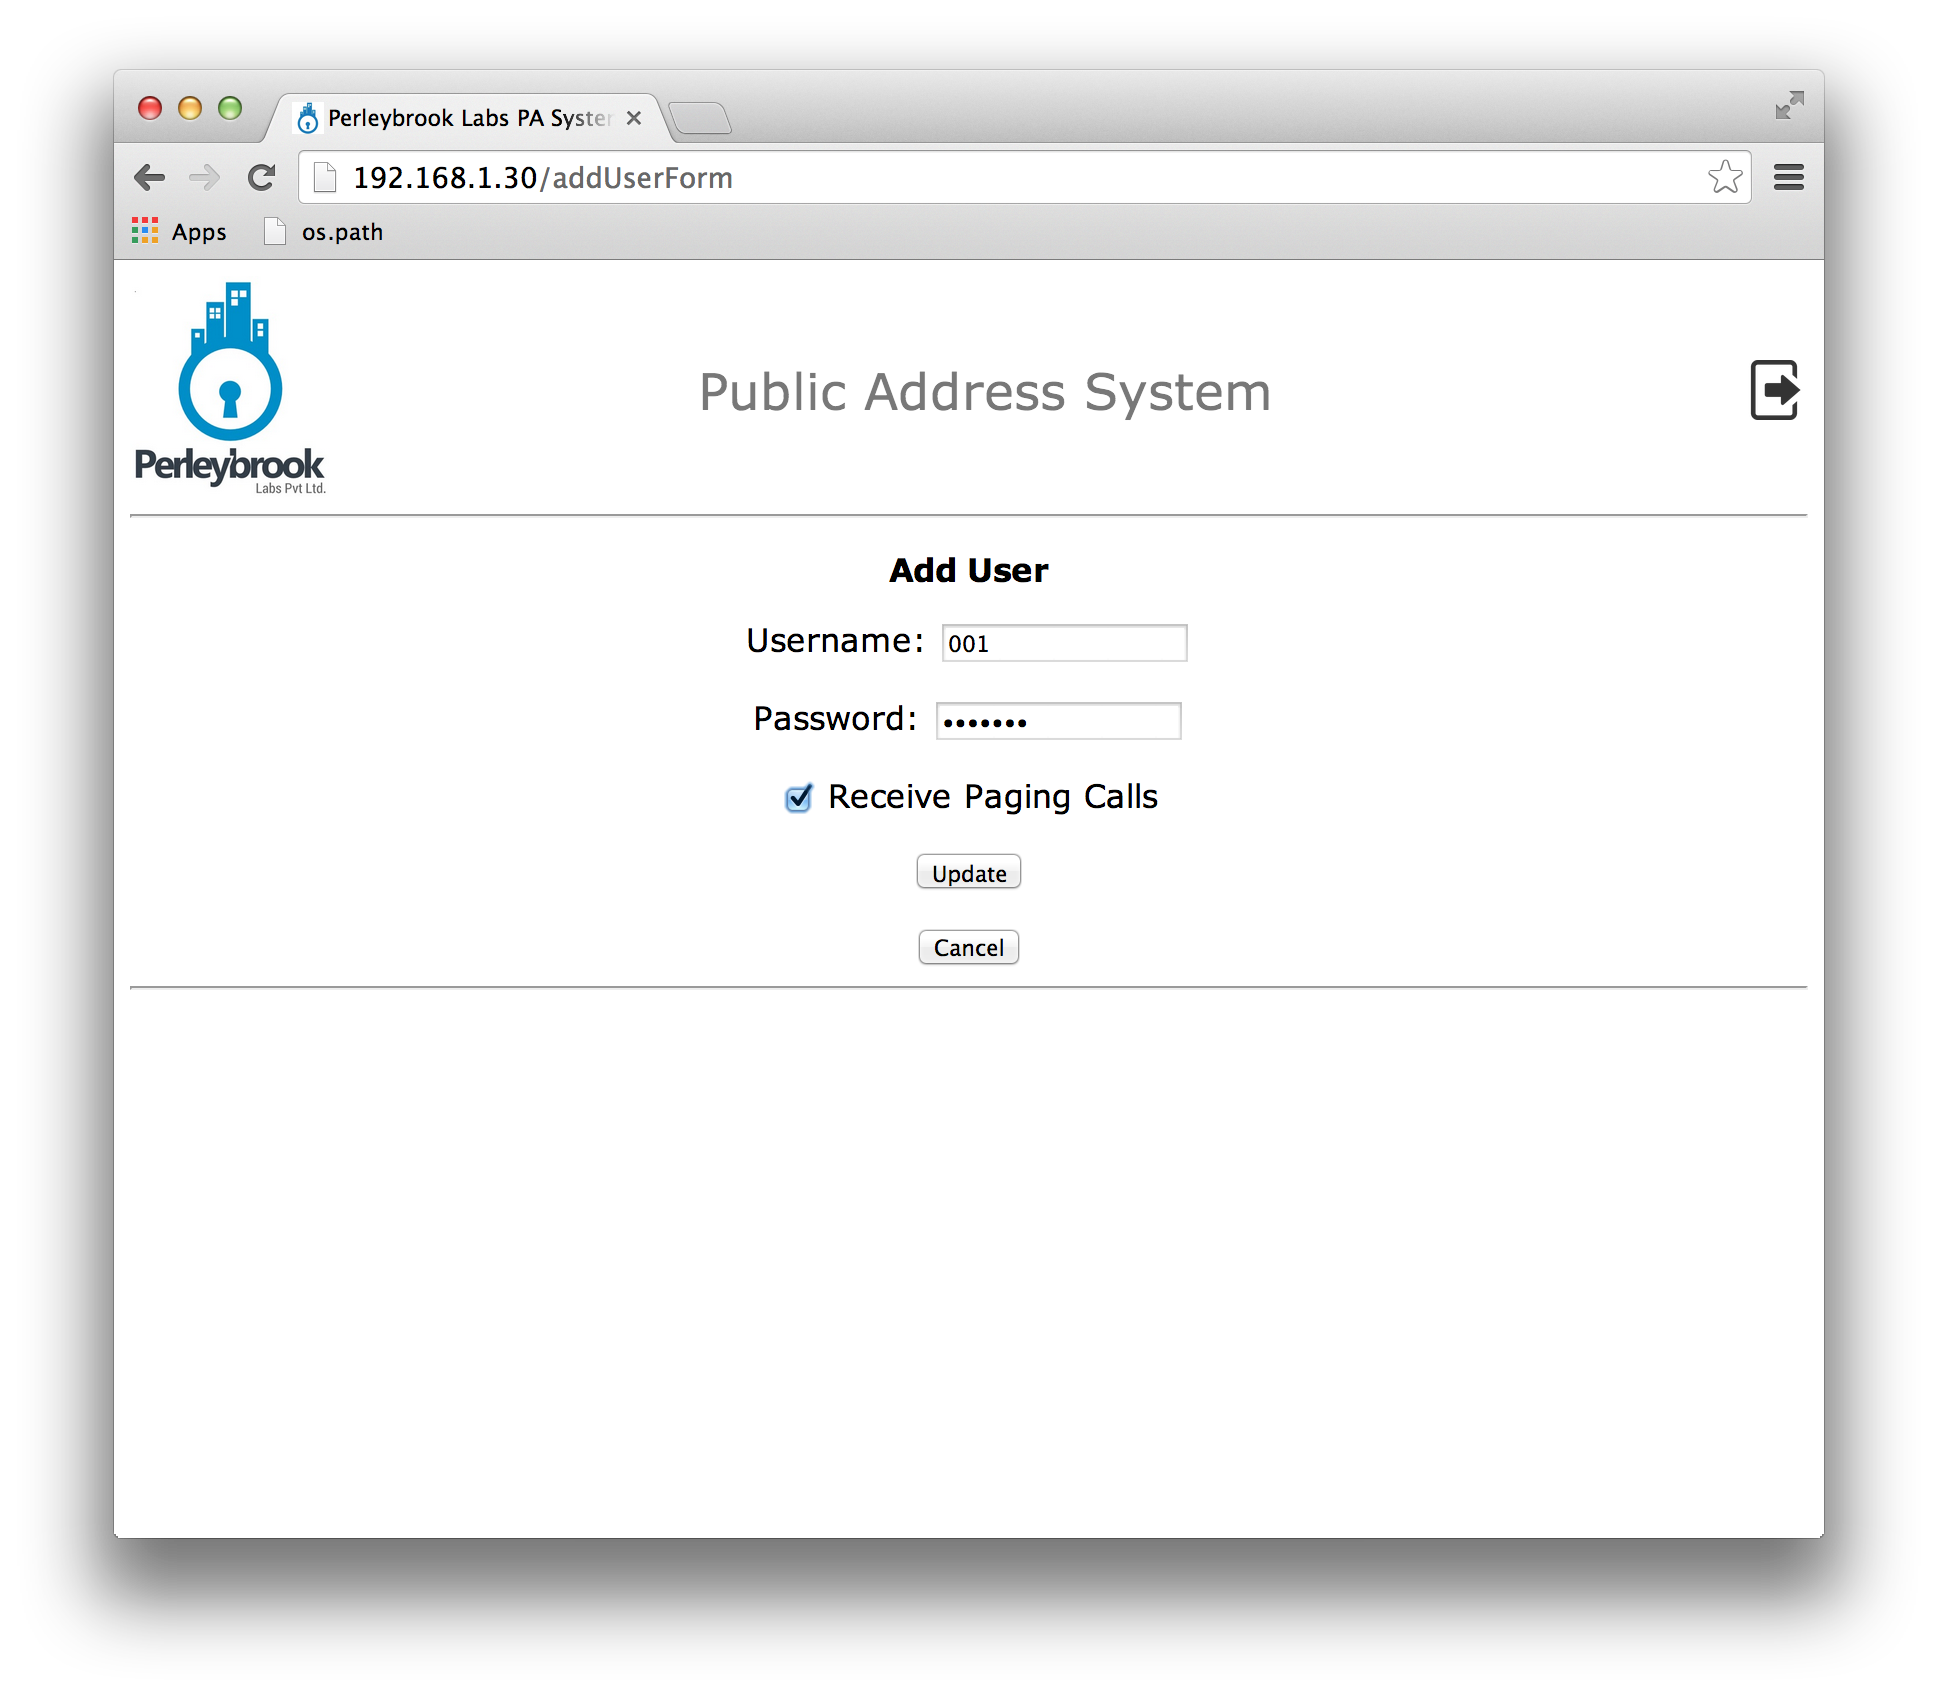 Perleybrook Labs PA System
192.168.1.30/addUserForm
Apps os.path
Public Address System
Perleybrook
Labs Pvt Ltd.
Add User
Username: 001
Password: •••••••
Receive Paging Calls
Update
Cancel